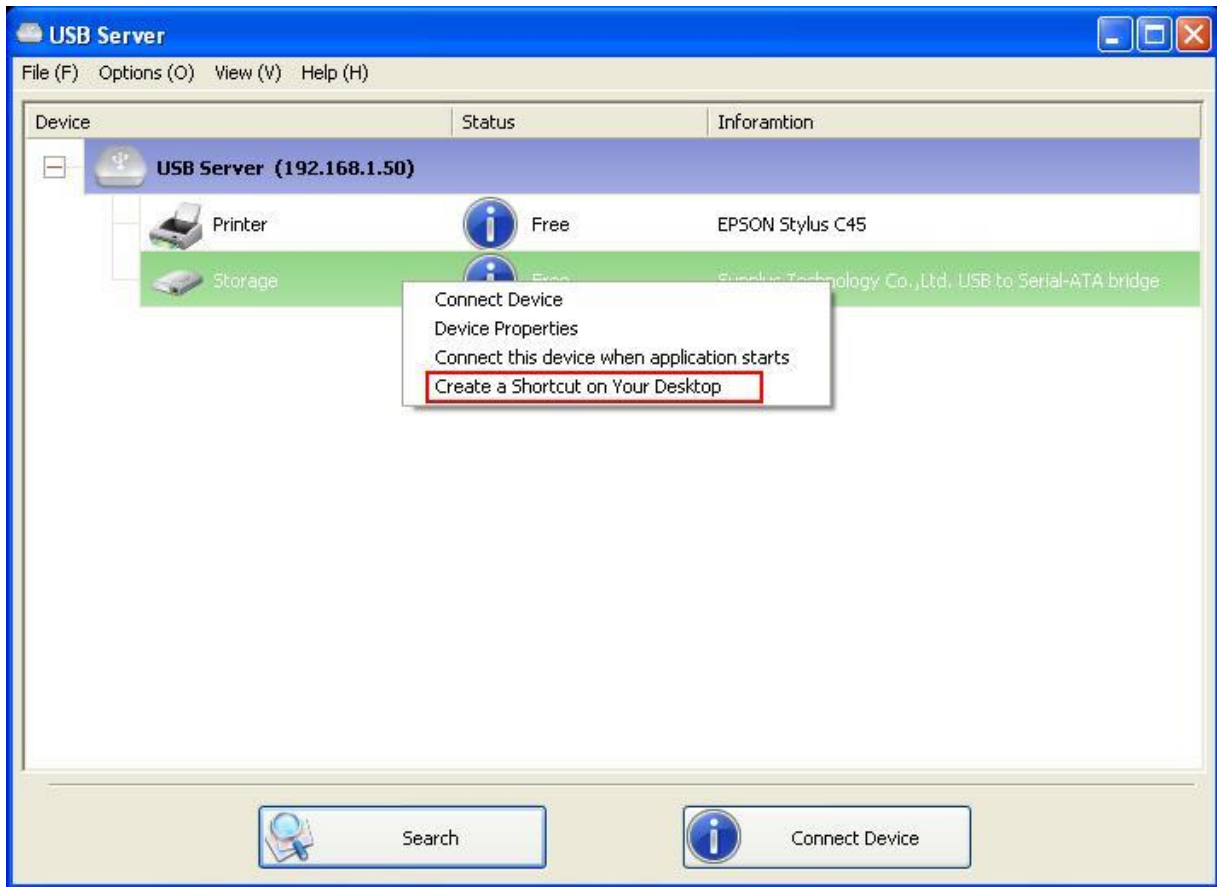 USB Server
File (F) Options (O) View (V) Help (H)
Device Status Inforamtion
USB Server (192.168.1.50)
Printer Free EPSON Stylus C45
Storage Free Sunplus Technology Co.,Ltd. USB to Serial-ATA bridge
Connect Device
Device Properties
Connect this device when application starts
Create a Shortcut on Your Desktop
Search Connect Device